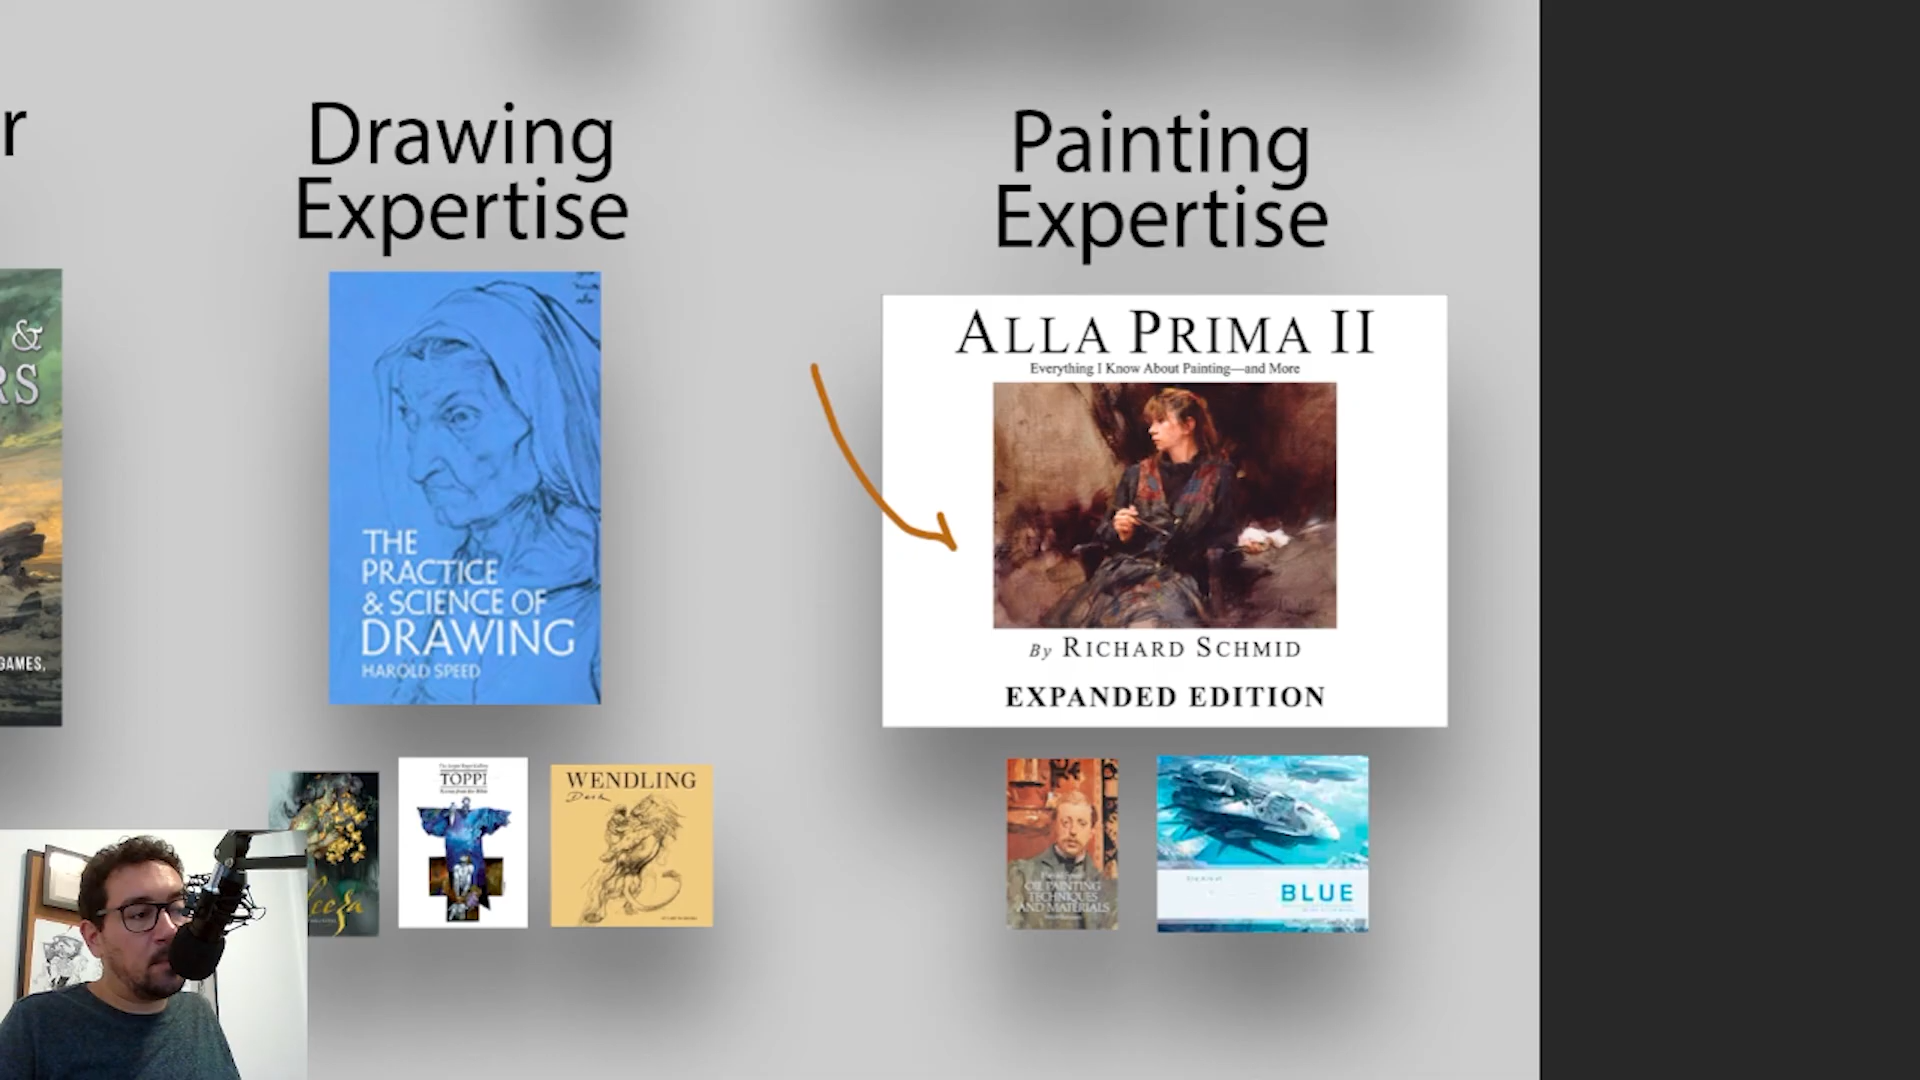 r
Drawing
Expertise
Painting
Expertise
&
RS
GAMES,
THE
PRACTICE
& SCIENCE OF
DRAWING
HAROLD SPEED
ALLA PRIMA II
Everything I Know About Painting—and More
By RICHARD SCHMID
EXPANDED EDITION
TOPPI
WENDLING
Desk
OIL PAINTING
TECHNIQUES
AND MATERIALS
BLUE